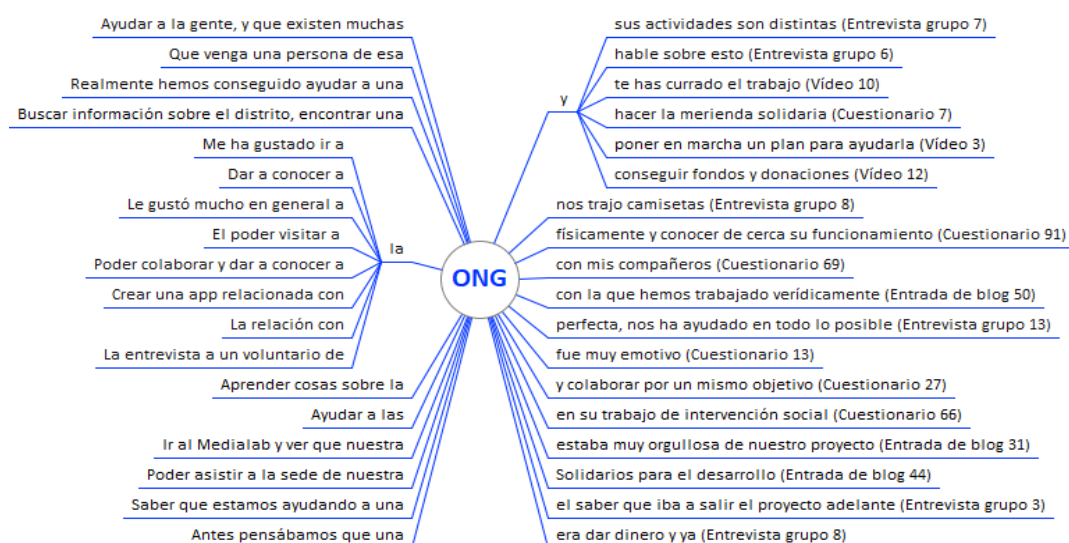 Ayudar a la gente, y que existen muchas
Que venga una persona de esa
Realmente hemos conseguido ayudar a una
Buscar información sobre el distrito, encontrar una
Me ha gustado ir a
Dar a conocer a
Le gustó mucho en general a
El poder visitar a
Poder colaborar y dar a conocer a
Crear una app relacionada con
La relación con
La entrevista a un voluntario de
la
Aprender cosas sobre la
Ayudar a las
Ir al Medialab y ver que nuestra
Poder asistir a la sede de nuestra
Saber que estamos ayudando a una
Antes pensábamos que una
ONG
y
sus actividades son distintas (Entrevista grupo 7)
hable sobre esto (Entrevista grupo 6)
te has currado el trabajo (Vídeo 10)
hacer la merienda solidaria (Cuestionario 7)
poner en marcha un plan para ayudarla (Vídeo 3)
conseguir fondos y donaciones (Vídeo 12)
nos trajo camisetas (Entrevista grupo 8)
físicamente y conocer de cerca su funcionamiento (Cuestionario 91)
con mis compañeros (Cuestionario 69)
con la que hemos trabajado verídicamente (Entrada de blog 50)
perfecta, nos ha ayudado en todo lo posible (Entrevista grupo 13)
fue muy emotivo (Cuestionario 13)
y colaborar por un mismo objetivo (Cuestionario 27)
en su trabajo de intervención social (Cuestionario 66)
estaba muy orgullosa de nuestro proyecto (Entrada de blog 31)
Solidarios para el desarrollo (Entrada de blog 44)
el saber que iba a salir el proyecto adelante (Entrevista grupo 3)
era dar dinero y ya (Entrevista grupo 8)